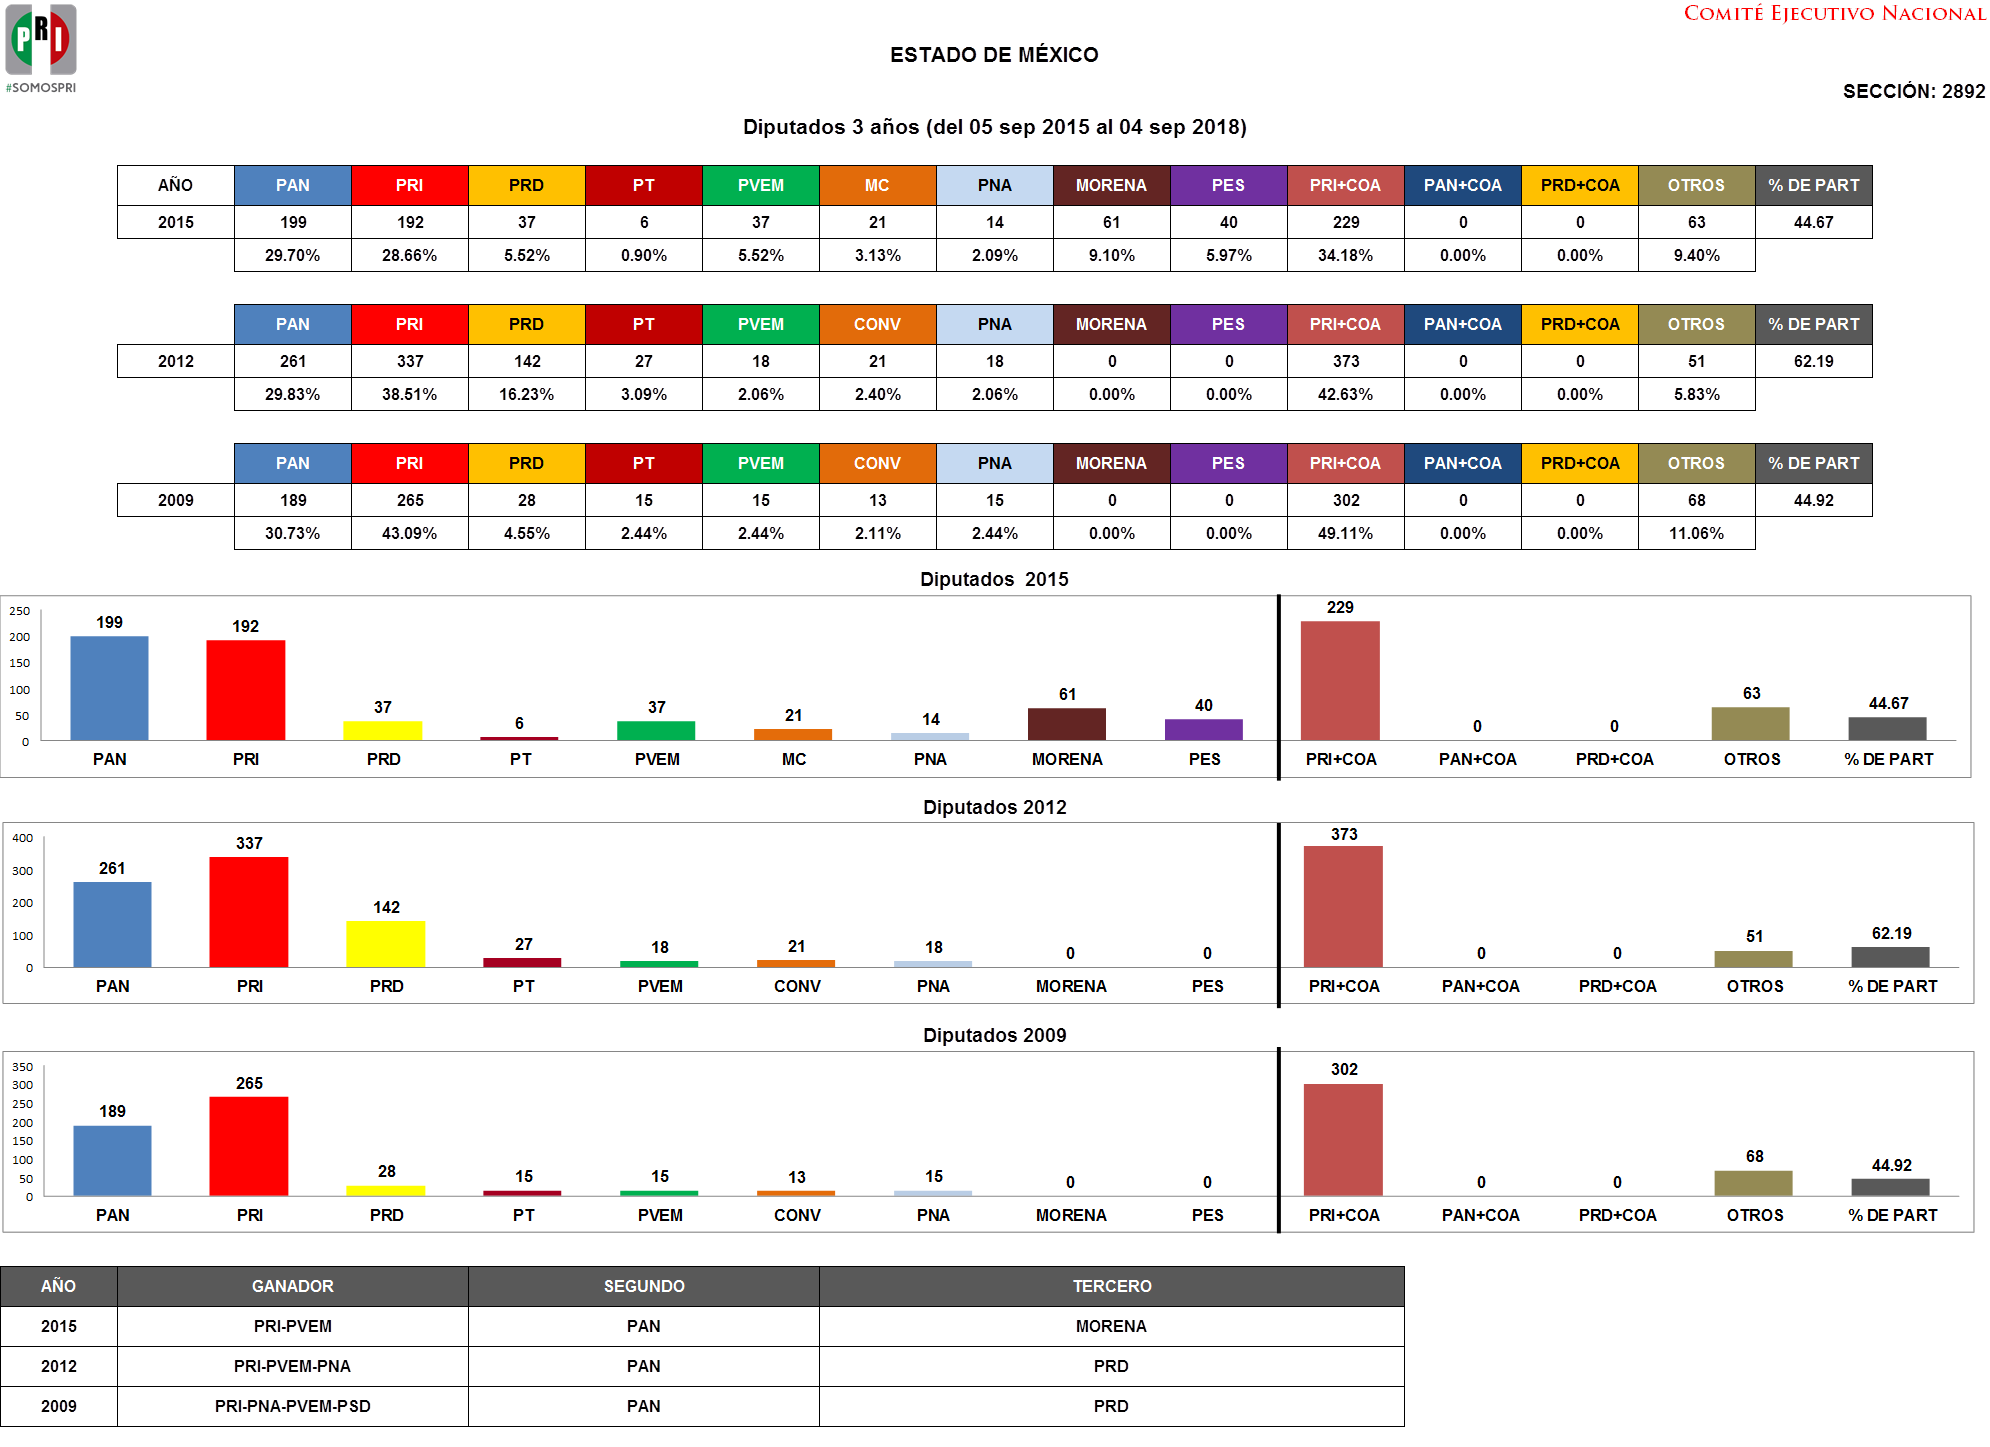 PRI
#SOMOSPRI
COMITÉ EJECUTIVO NACIONAL
ESTADO DE MÉXICO
SECCIÓN: 2892
Diputados 3 años (del 05 sep 2015 al 04 sep 2018)
AÑO PAN PRI PRD PT PVEM MC PNA MORENA PES PRI+COA PAN+COA PRD+COA OTROS % DE PART
2015 199 192 37 6 37 21 14 61 40 229 0 0 63 44.67
29.70% 28.66% 5.52% 0.90% 5.52% 3.13% 2.09% 9.10% 5.97% 34.18% 0.00% 0.00% 9.40%
PAN PRI PRD PT PVEM CONV PNA MORENA PES PRI+COA PAN+COA PRD+COA OTROS % DE PART
2012 261 337 142 27 18 21 18 0 0 373 0 0 51 62.19
29.83% 38.51% 16.23% 3.09% 2.06% 2.40% 2.06% 0.00% 0.00% 42.63% 0.00% 0.00% 5.83%
PAN PRI PRD PT PVEM CONV PNA MORENA PES PRI+COA PAN+COA PRD+COA OTROS % DE PART
2009 189 265 28 15 15 13 15 0 0 302 0 0 68 44.92
30.73% 43.09% 4.55% 2.44% 2.44% 2.11% 2.44% 0.00% 0.00% 49.11% 0.00% 0.00% 11.06%
Diputados 2015
250
200
150
100
50
0
199 192 37 6 37 21 14 61 40 229 0 0 63 44.67
PAN PRI PRD PT PVEM MC PNA MORENA PES PRI+COA PAN+COA PRD+COA OTROS % DE PART
Diputados 2012
400
300
200
100
0
261 337 142 27 18 21 18 0 0 373 0 0 51 62.19
PAN PRI PRD PT PVEM CONV PNA MORENA PES PRI+COA PAN+COA PRD+COA OTROS % DE PART
Diputados 2009
350
300
250
200
150
100
50
0
189 265 28 15 15 13 15 0 0 302 0 0 68 44.92
PAN PRI PRD PT PVEM CONV PNA MORENA PES PRI+COA PAN+COA PRD+COA OTROS % DE PART
AÑO GANADOR SEGUNDO TERCERO
2015 PRI-PVEM PAN MORENA
2012 PRI-PVEM-PNA PAN PRD
2009 PRI-PNA-PVEM-PSD PAN PRD